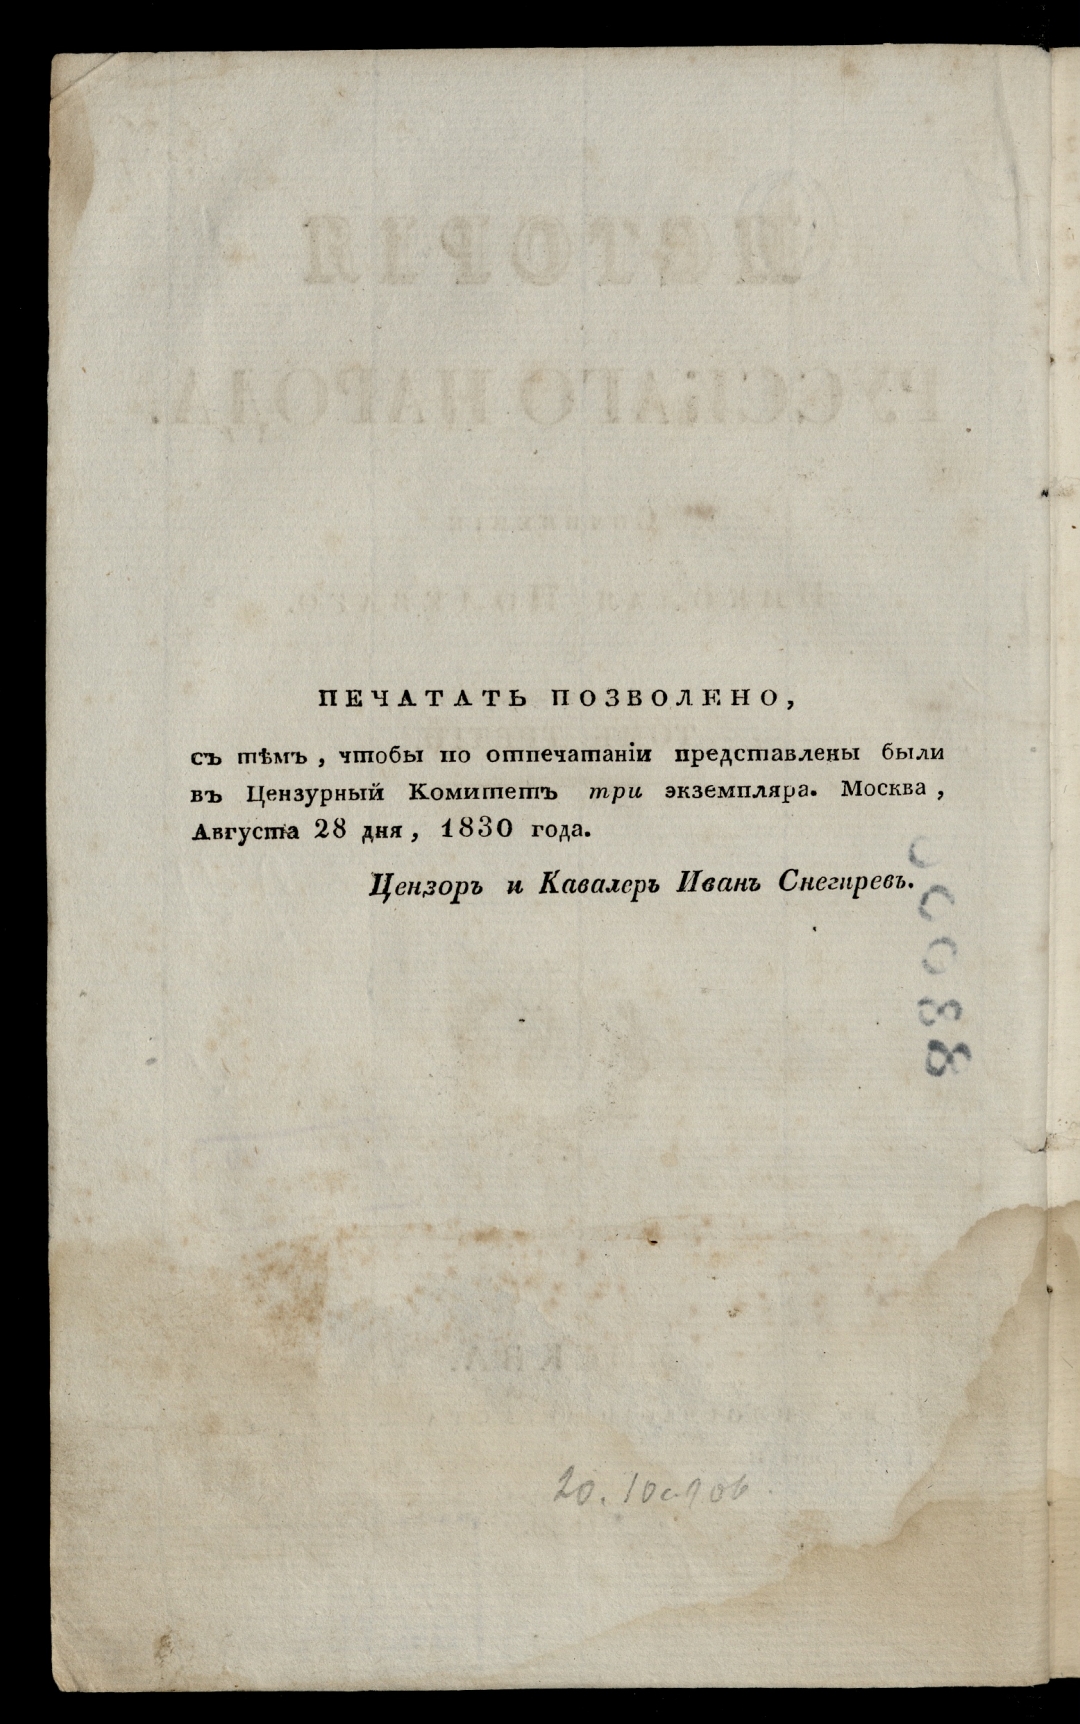 ПЕЧАТАТЬ ПОЗВОЛЕНО,
съ тѣмъ, чтобы по отпечатаніи представлены были
въ Цензурный Комитетъ три экземпляра. Москва,
Августа 28 дня, 1830 года.
Цензоръ и Кавалеръ Иванъ Снегиревъ.